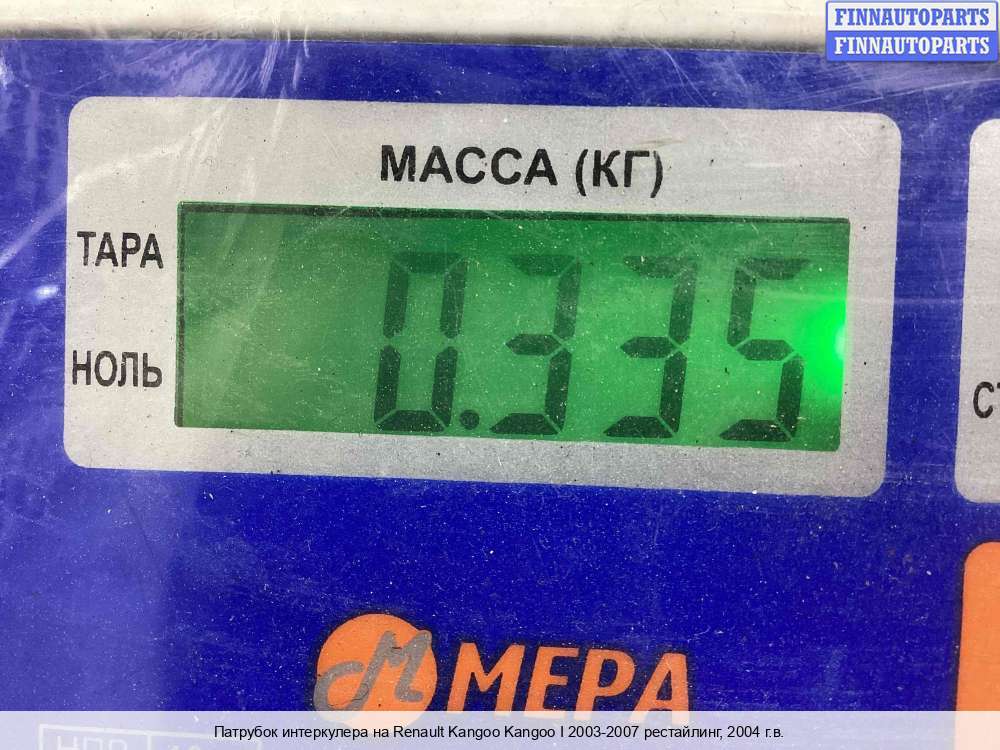 FINNAUTOPARTS
FINNAUTOPARTS
МАССА (КГ)
ТАРА
0.335
НОЛЬ
МЕРА
Патрубок интеркулера на Renault Kangoo Kangoo I 2003-2007 рестайлинг, 2004 г.в.